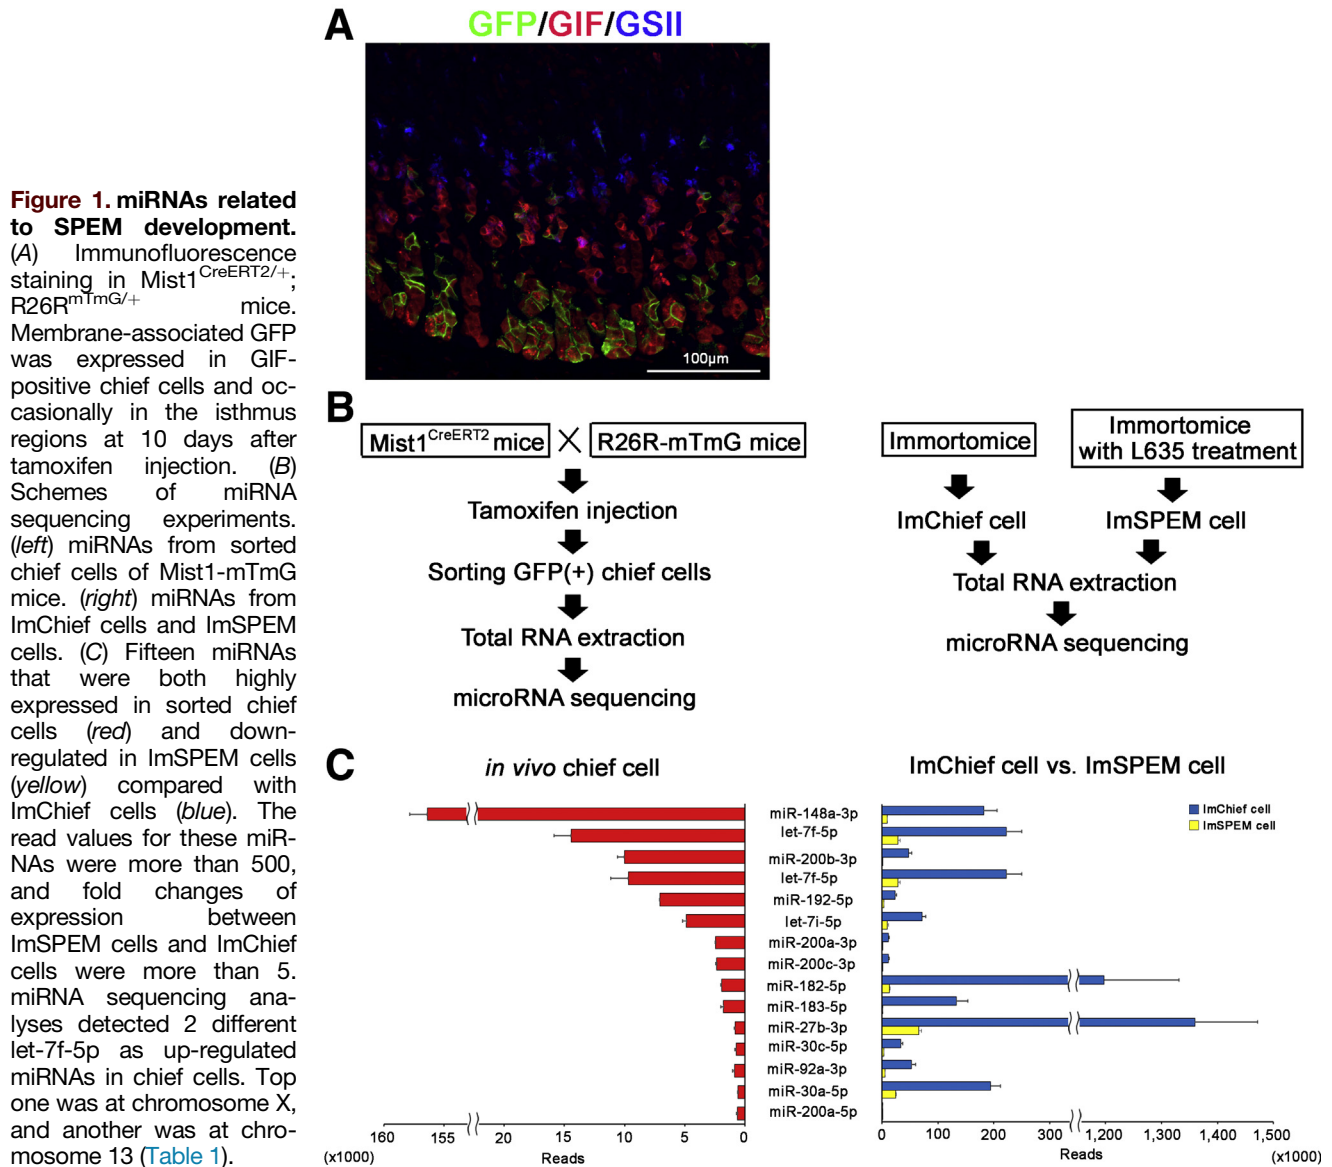 Figure 1. miRNAs related
to SPEM development.
(A) Immunofluorescence
staining in Mist1CreERT2/+;
R26RmTmG/+ mice.
Membrane-associated GFP
was expressed in GIF-
positive chief cells and oc-
casionally in the isthmus
regions at 10 days after
tamoxifen injection. (B)
Schemes of miRNA
sequencing experiments.
(left) miRNAs from sorted
chief cells of Mist1-mTmG
mice. (right) miRNAs from
ImChief cells and ImSPEM
cells. (C) Fifteen miRNAs
that were both highly
expressed in sorted chief
cells (red) and down-
regulated in ImSPEM cells
(yellow) compared with
ImChief cells (blue). The
read values for these miR-
NAs were more than 500,
and fold changes of
expression between
ImSPEM cells and ImChief
cells were more than 5.
miRNA sequencing ana-
lyses detected 2 different
let-7f-5p as up-regulated
miRNAs in chief cells. Top
one was at chromosome X,
and another was at chro-
mosome 13 (Table 1).
A
GFP/GIF/GSII
100μm
B
Mist1CreERT2 mice
R26R-mTmG mice
Tamoxifen injection
Sorting GFP(+) chief cells
Total RNA extraction
microRNA sequencing
Immortomice
Immortomice
with L635 treatment
ImChief cell
ImSPEM cell
Total RNA extraction
microRNA sequencing
C
in vivo chief cell
ImChief cell vs. ImSPEM cell
ImChief cell
ImSPEM cell
miR-148a-3p
let-7f-5p
miR-200b-3p
let-7f-5p
miR-192-5p
let-7i-5p
miR-200a-3p
miR-200c-3p
miR-182-5p
miR-183-5p
miR-27b-3p
miR-30c-5p
miR-92a-3p
miR-30a-5p
miR-200a-5p
160 155 20 15 10 5 0
(x1000) Reads
0 100 200 300 1,200 1,300 1,400 1,500
Reads (x1000)